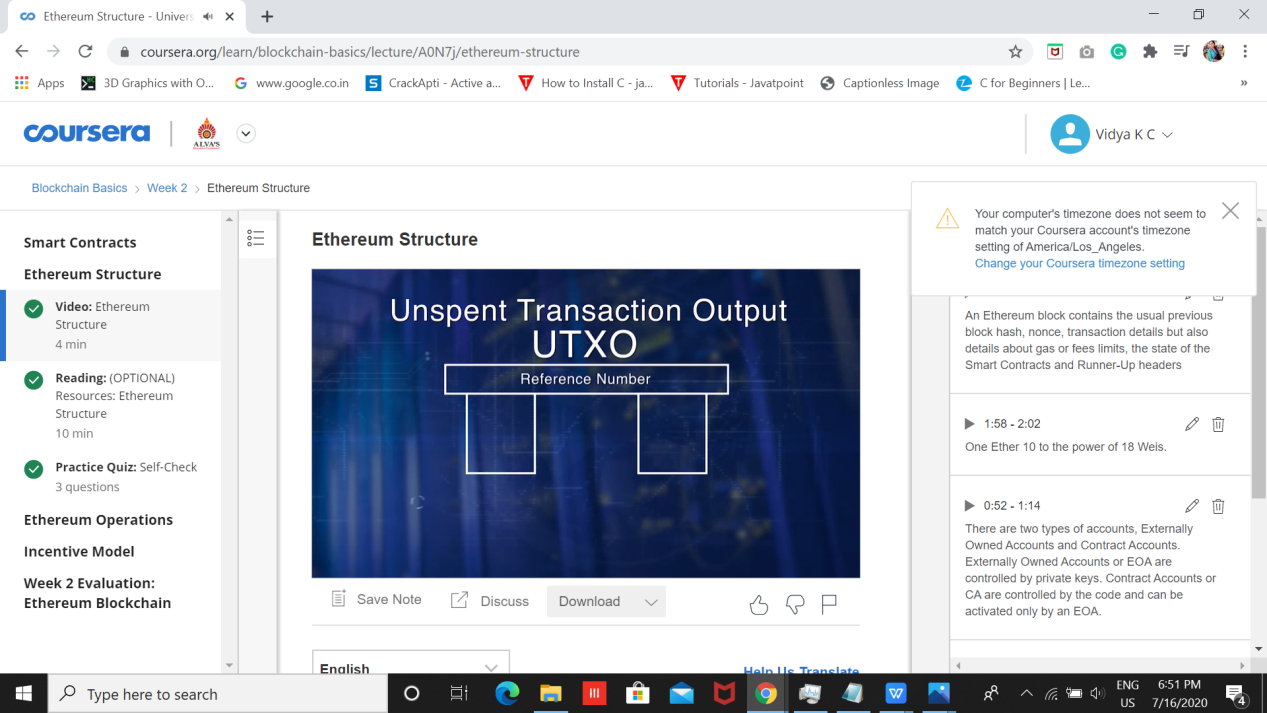 Ethereum Structure - Univers
coursera.org/learn/blockchain-basics/lecture/A0N7j/ethereum-structure
Apps
3D Graphics with O...
www.google.co.in
CrackApti - Active a...
How to Install C - ja...
Tutorials - Javatpoint
Captionless Image
C for Beginners | Le...
»
coursera
ALVA'S
Vidya K C
Blockchain Basics > Week 2 > Ethereum Structure
Your computer's timezone does not seem to
match your Coursera account's timezone
setting of America/Los_Angeles.
Change your Coursera timezone setting
Smart Contracts
Ethereum Structure
Video: Ethereum
Structure
4 min
Reading: (OPTIONAL)
Resources: Ethereum
Structure
10 min
Practice Quiz: Self-Check
3 questions
Ethereum Operations
Incentive Model
Week 2 Evaluation:
Ethereum Blockchain
Ethereum Structure
Unspent Transaction Output
UTXO
Reference Number
Save Note
Discuss
Download
English
Help Us Translate
An Ethereum block contains the usual previous
block hash, nonce, transaction details but also
details about gas or fees limits, the state of the
Smart Contracts and Runner-Up headers
1:58 - 2:02
One Ether 10 to the power of 18 Weis.
0:52 - 1:14
There are two types of accounts, Externally
Owned Accounts and Contract Accounts.
Externally Owned Accounts or EOA are
controlled by private keys. Contract Accounts or
CA are controlled by the code and can be
activated only by an EOA.
Type here to search
ENG
US
6:51 PM
7/16/2020
4